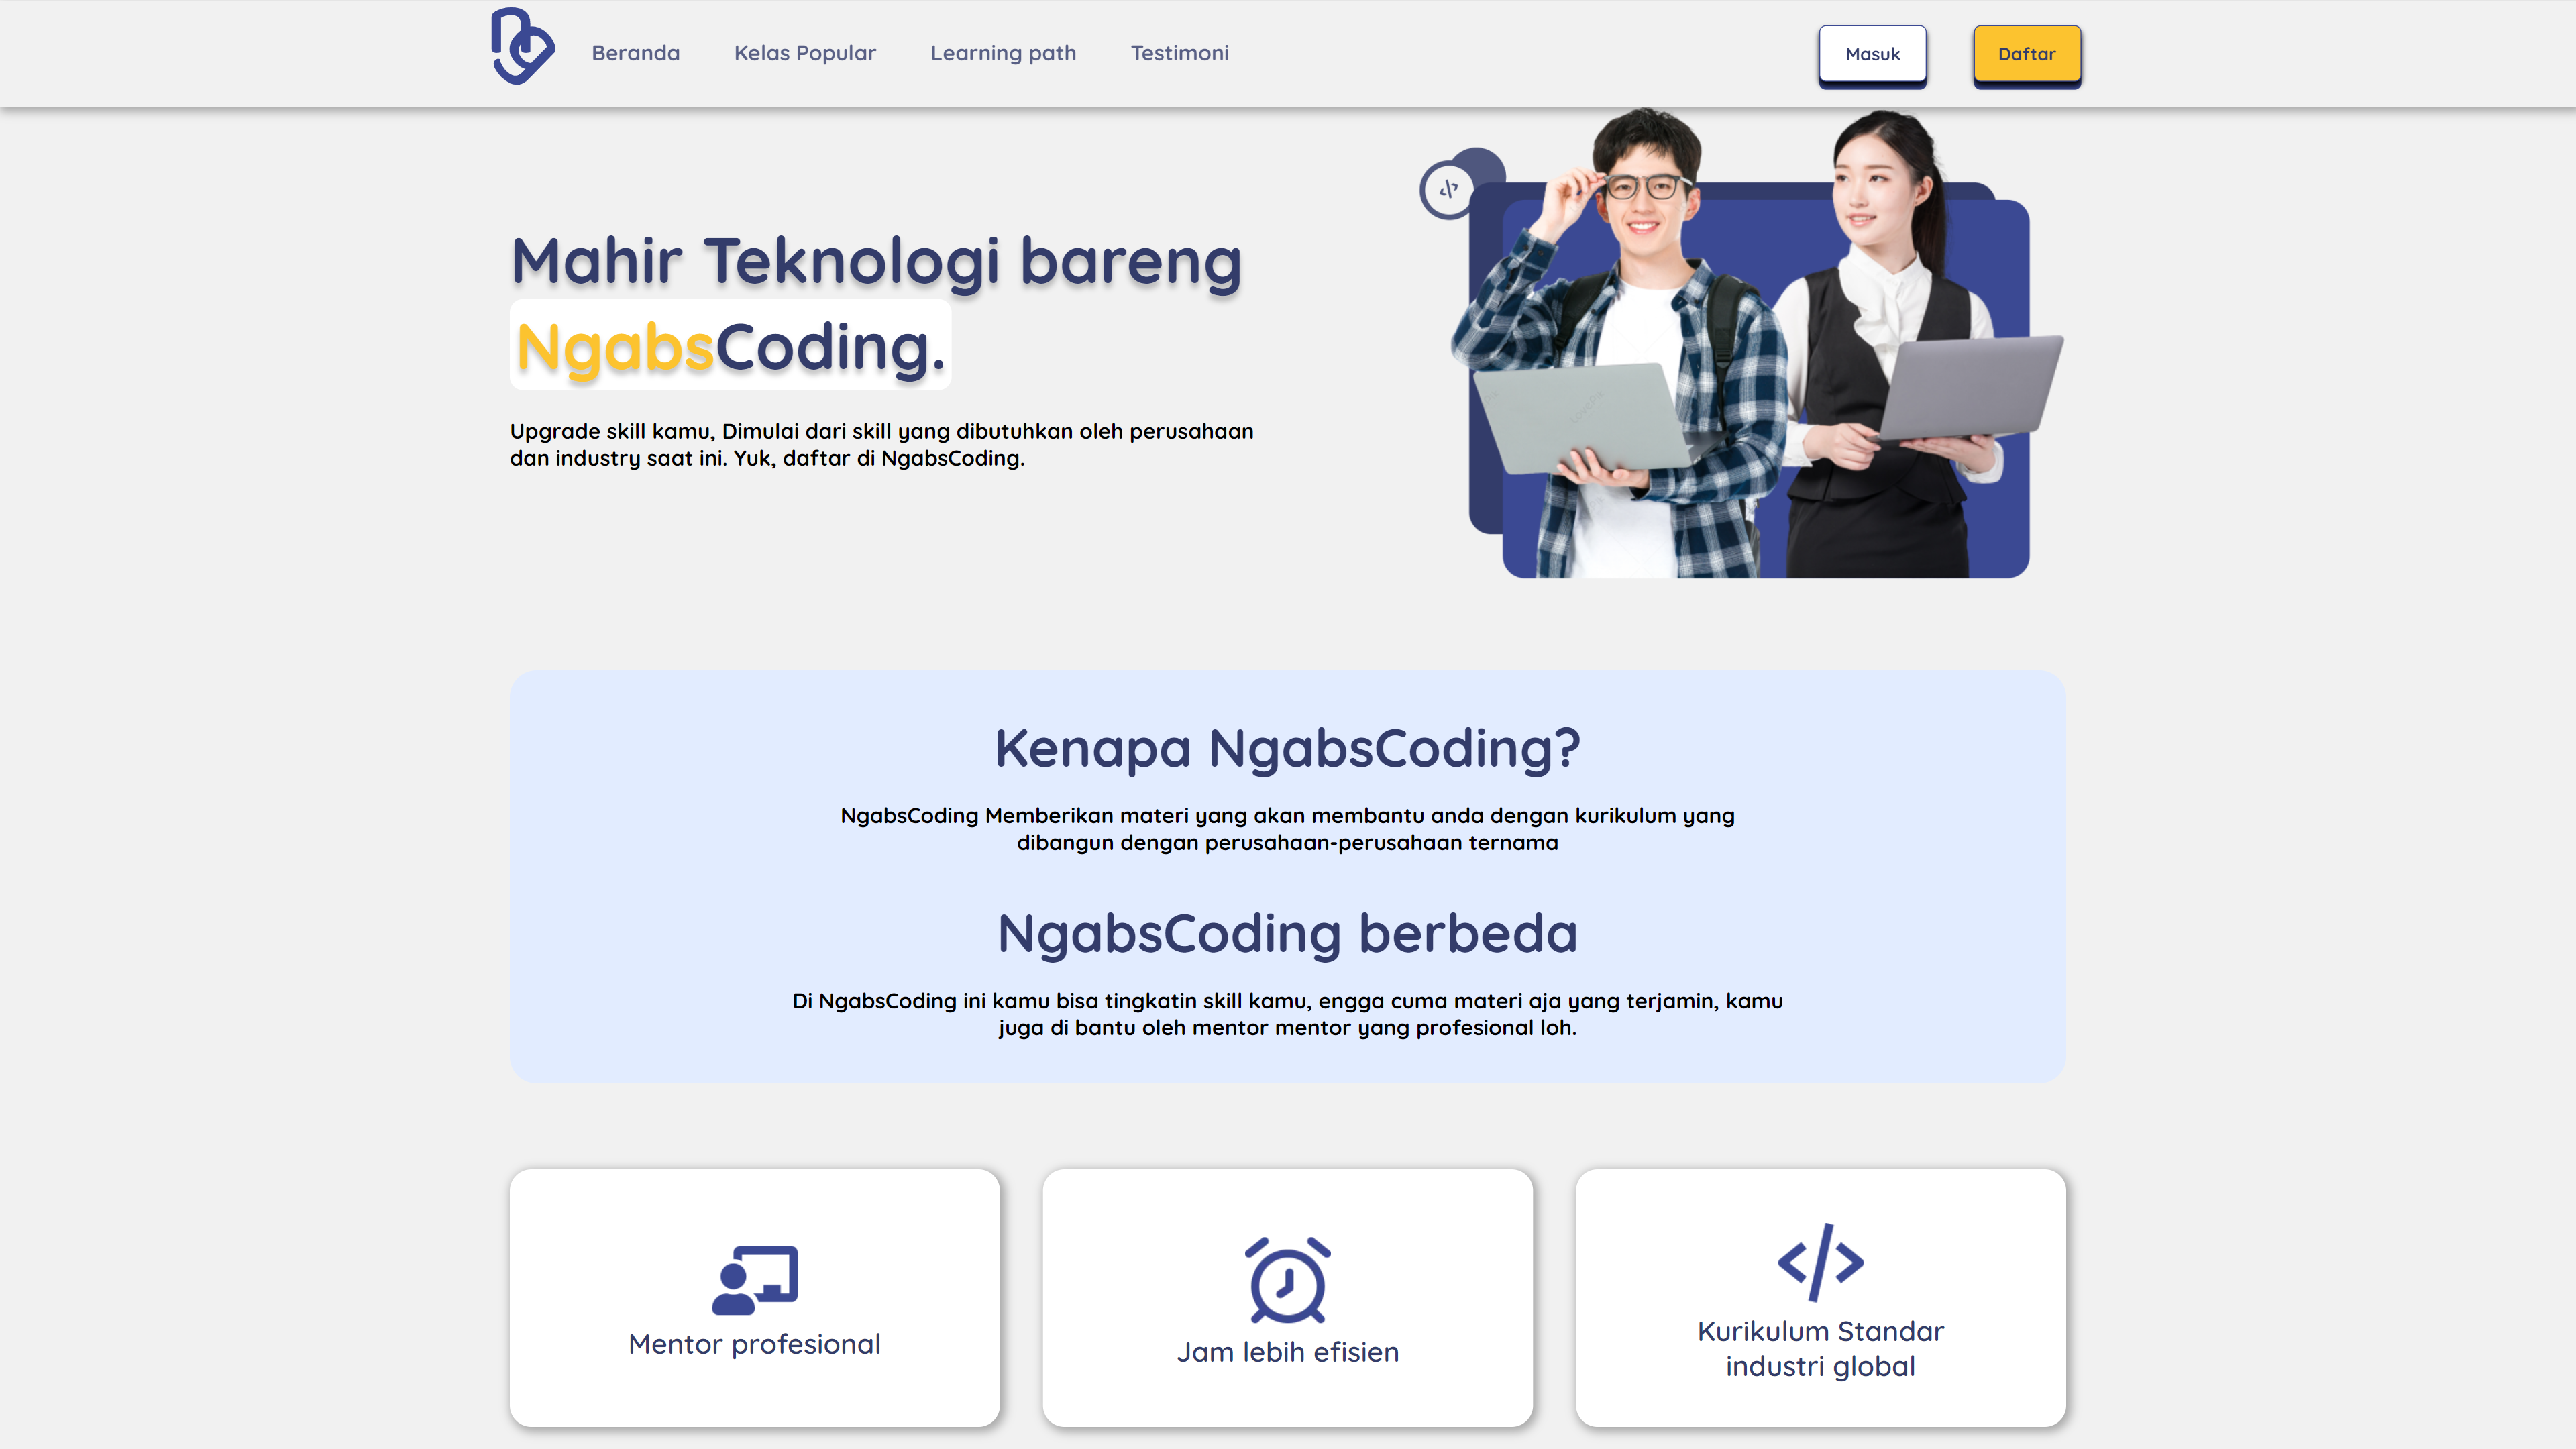 Beranda
Kelas Popular
Learning path
Testimoni
Masuk
Daftar
Mahir Teknologi bareng
NgabsCoding.
Upgrade skill kamu, Dimulai dari skill yang dibutuhkan oleh perusahaan
dan industry saat ini. Yuk, daftar di NgabsCoding.
Kenapa NgabsCoding?
NgabsCoding Memberikan materi yang akan membantu anda dengan kurikulum yang
dibangun dengan perusahaan-perusahaan ternama
NgabsCoding berbeda
Di NgabsCoding ini kamu bisa tingkatin skill kamu, engga cuma materi aja yang terjamin, kamu
juga di bantu oleh mentor mentor yang profesional loh.
Mentor profesional
Jam lebih efisien
Kurikulum Standar
industri global